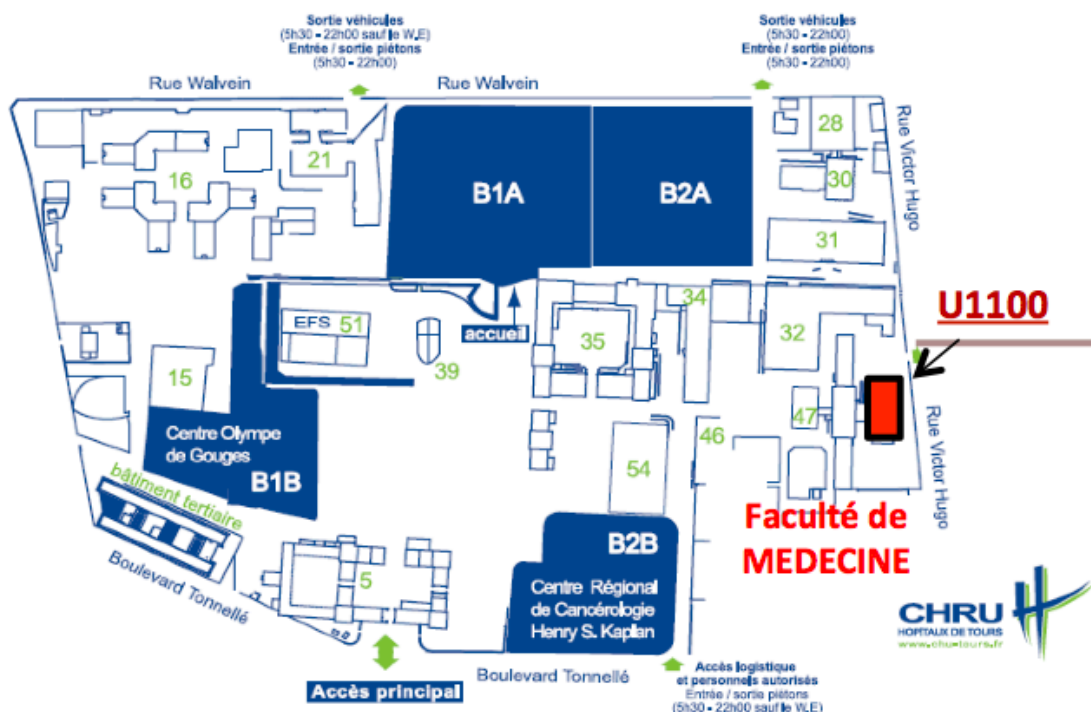 Sortie véhicules
(5h30 - 22h00 sauf le W.E)
Entrée / sortie piétons
(5h30 - 22h00)
Sortie véhicules
(5h30 - 22h00)
Entrée / sortie piétons
(5h30 - 22h00)
Rue Walvein
Rue Walvein
Rue Victor Hugo
28
21
16
B1A
B2A
30
31
U1100
34
EFS 51
accueil
35
32
39
15
47
46
Centre Olympe
de Gouges
B1B
54
Rue Victor Hugo
bâtiment tertiaire
Faculté de
MEDECINE
B2B
Boulevard Tonnellé
5
Centre Régional
de Cancérologie
Henry S. Kaplan
CHRU
HOPITAUX DE TOURS
www.chu-tours.fr
Boulevard Tonnellé
Accès principal
Accès logistique
et personnels autorisés
Entrée / sortie piétons
(5h30 - 22h00 sauf le W.E)